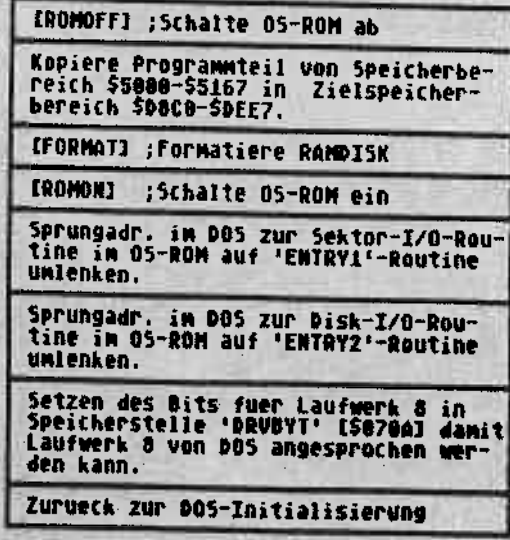 [ROMOFF] ;Schalte OS-ROM ab
Kopiere Programmteil von Speicherbe-
reich $5000-$5167 in Zielspeicher-
bereich $D8C0-$DEE7.
[FORMAT] ;Formatiere RAMDISK
[ROMON] ;Schalte OS-ROM ein
Sprungadr. im DOS zur Sektor-I/O-Rou-
tine im OS-ROM auf 'ENTRY1'-Routine
umlenken.
Sprungadr. im DOS zur Disk-I/O-Rou-
tine im OS-ROM auf 'ENTRY2'-Routine
umlenken.
Setzen des Bits fuer Laufwerk 8 in
Speicherstelle 'DRVBYT' [$070A] damit
Laufwerk 8 von DOS angesprochen wer-
den kann.
Zurueck zur DOS-Initialisierung